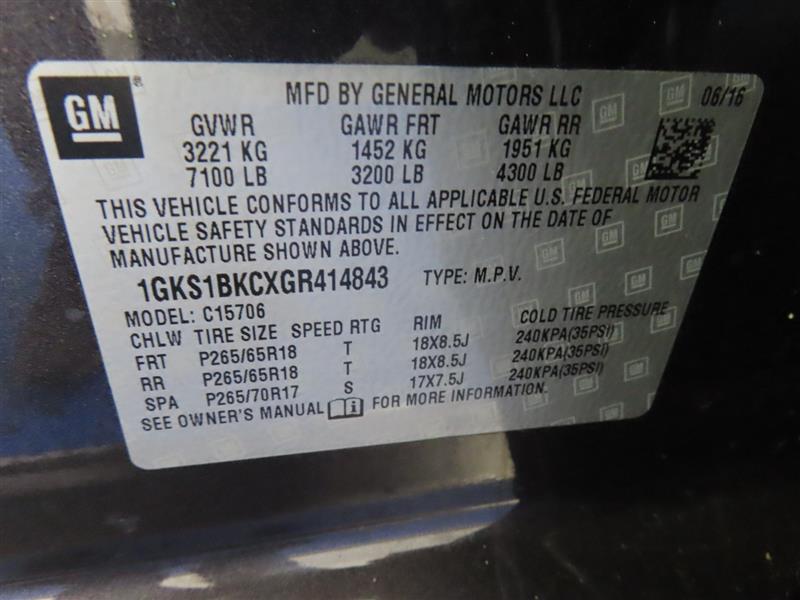 GM
MFD BY GENERAL MOTORS LLC 06/16
GVWR GAWR FRT GAWR RR
3221 KG 1452 KG 1951 KG
7100 LB 3200 LB 4300 LB
THIS VEHICLE CONFORMS TO ALL APPLICABLE U.S. FEDERAL MOTOR
VEHICLE SAFETY STANDARDS IN EFFECT ON THE DATE OF
MANUFACTURE SHOWN ABOVE.
1GKS1BKCXGR414843 TYPE: M.P.V.
MODEL: C15706
CHLW TIRE SIZE SPEED RTG RIM COLD TIRE PRESSURE
FRT P265/65R18 T 18X8.5J 240KPA(35PSI)
RR P265/65R18 T 18X8.5J 240KPA(35PSI)
SPA P265/70R17 S 17X7.5J 240KPA(35PSI)
SEE OWNER'S MANUAL FOR MORE INFORMATION.